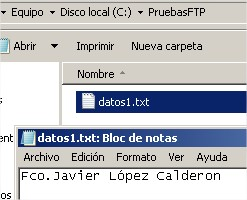 Equipo ▸ Disco local (C:) ▸ PruebasFTP
Abrir Imprimir Nueva carpeta
Nombre
datos1.txt
datos1.txt: Bloc de notas
Archivo Edición Formato Ver Ayuda
Fco.Javier López Calderon